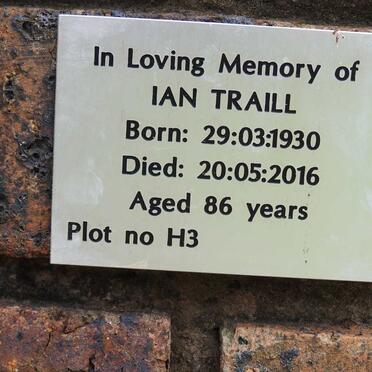 In Loving Memory of
IAN TRAILL
Born: 29:03:1930
Died: 20:05:2016
Aged 86 years
Plot no H3